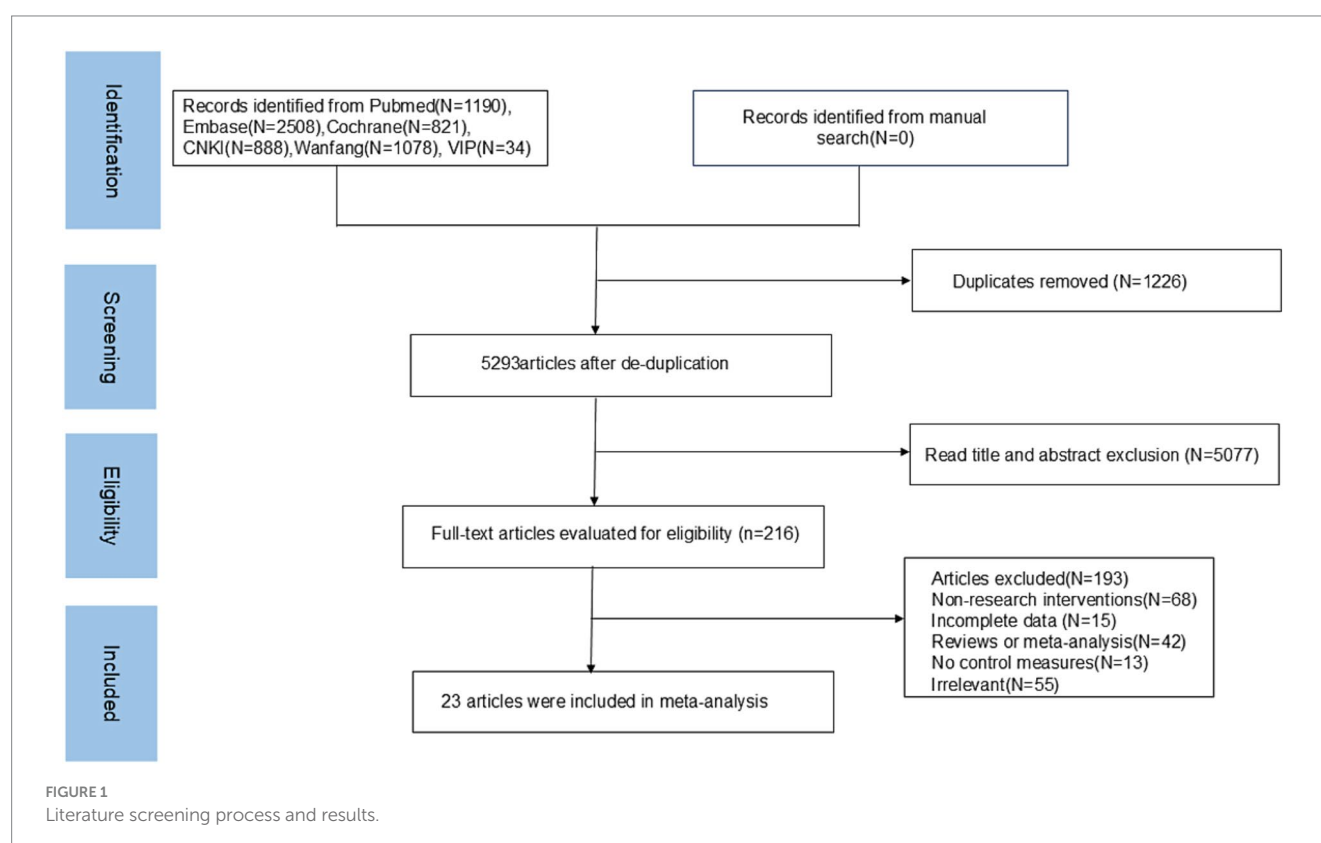 Identification
Records identified from Pubmed(N=1190),
Embase(N=2508),Cochrane(N=821),
CNKI(N=888),Wanfang(N=1078), VIP(N=34)
Records identified from manual
search(N=0)
Screening
Duplicates removed (N=1226)
5293articles after de-duplication
Eligibility
Read title and abstract exclusion (N=5077)
Full-text articles evaluated for eligibility (n=216)
Articles excluded(N=193)
Non-research interventions(N=68)
Incomplete data (N=15)
Reviews or meta-analysis(N=42)
No control measures(N=13)
Irrelevant(N=55)
Included
23 articles were included in meta-analysis
FIGURE 1
Literature screening process and results.